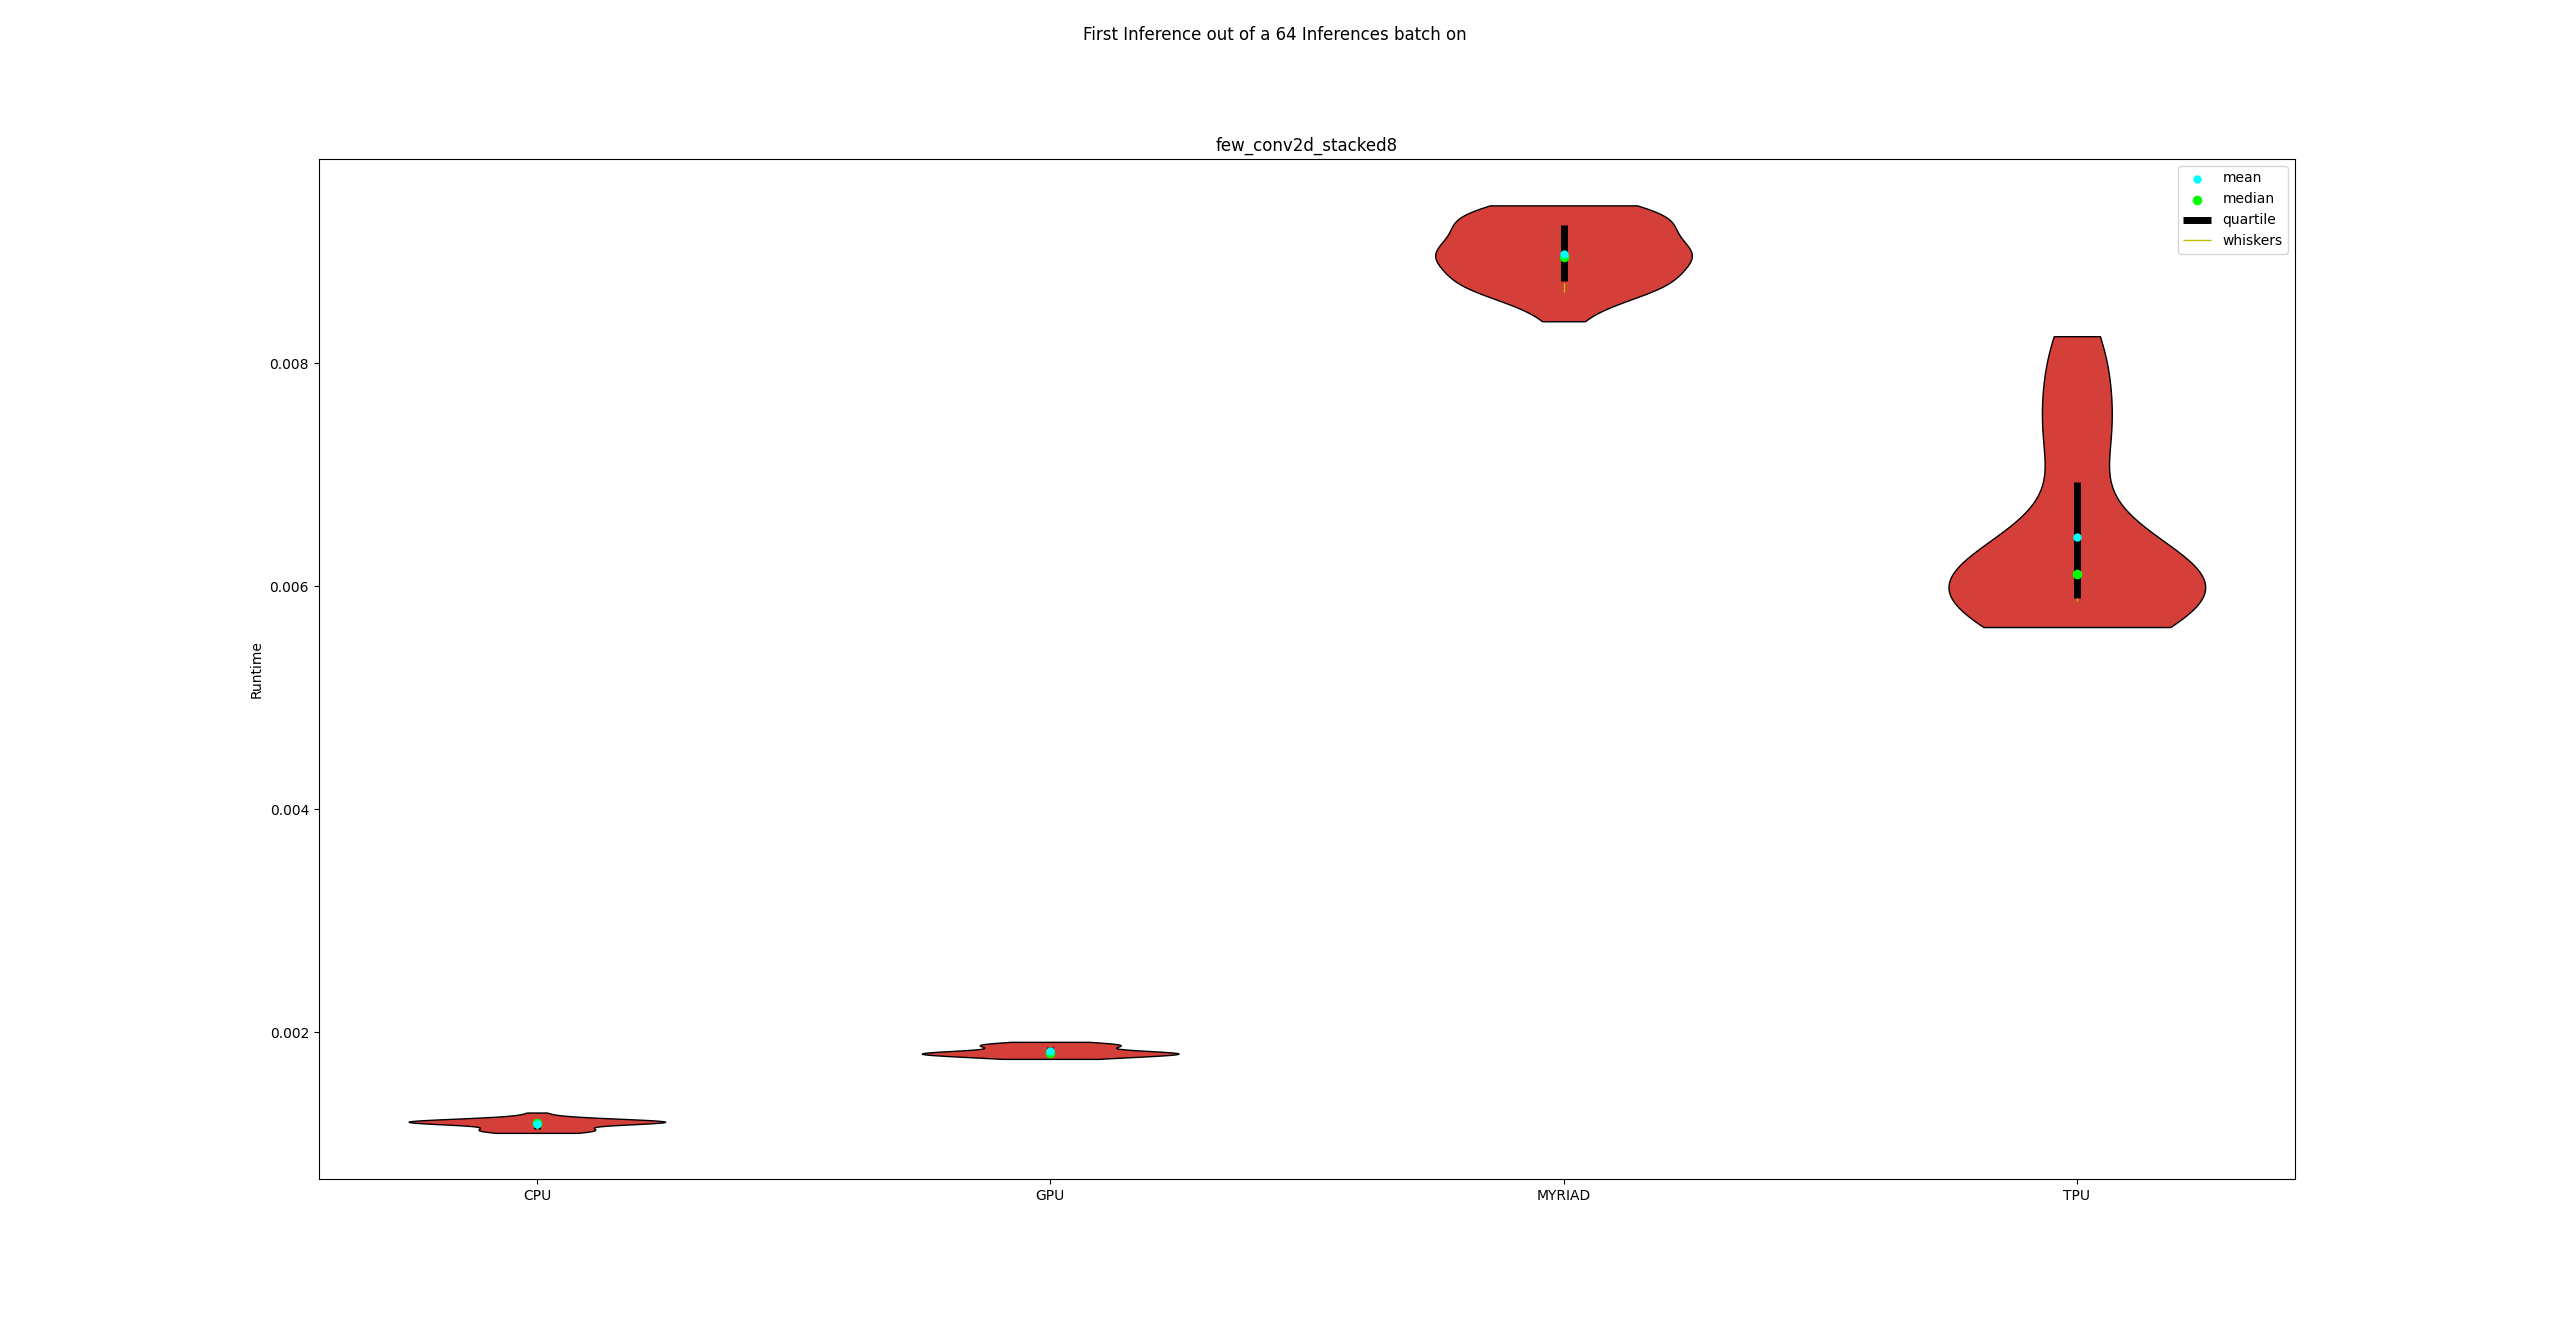 First Inference out of a 64 Inferences batch on
few_conv2d_stacked8
mean
median
quartile
whiskers
0.008
0.006
0.004
0.002
Runtime
CPU
GPU
MYRIAD
TPU